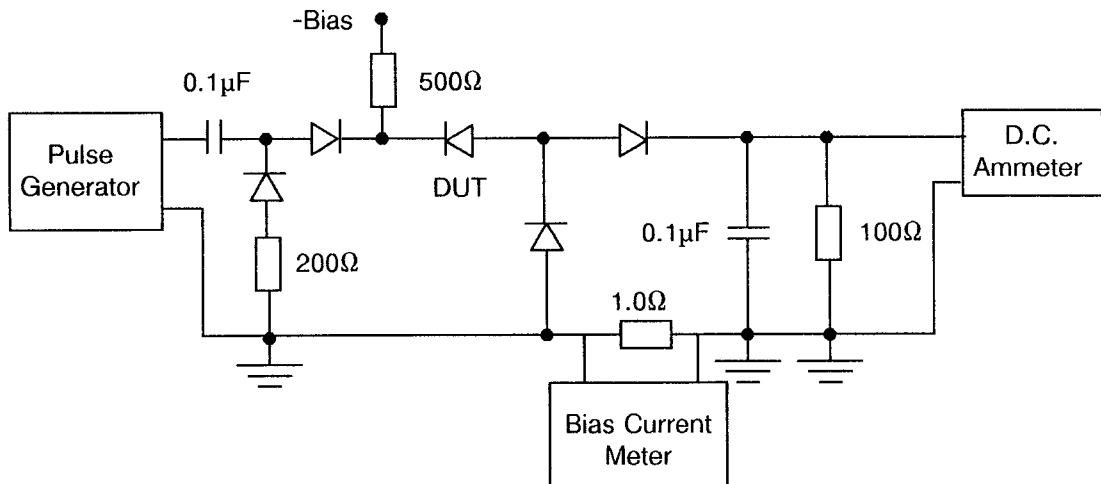 -Bias
0.1µF
500Ω
Pulse
Generator
DUT
D.C.
Ammeter
200Ω
0.1µF
100Ω
1.0Ω
Bias Current
Meter